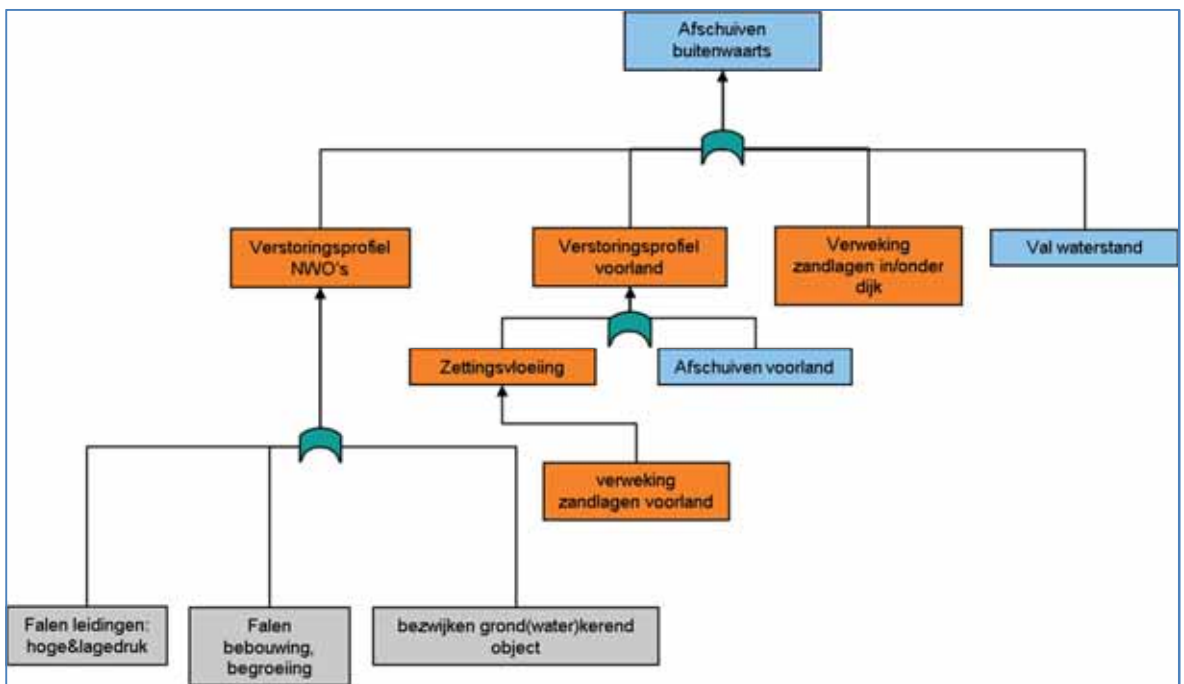 Afschuiven
buitenwaarts
Verstoringsprofiel
NWO's
Verstoringsprofiel
voorland
Verweking
zandlagen in/onder
dijk
Val waterstand
Zettingsvloeiing
Afschuiven voorland
verweking
zandlagen voorland
Falen leidingen:
hoge&lagedruk
Falen
bebouwing,
begroeiing
bezwijken grond(water)kerend
object